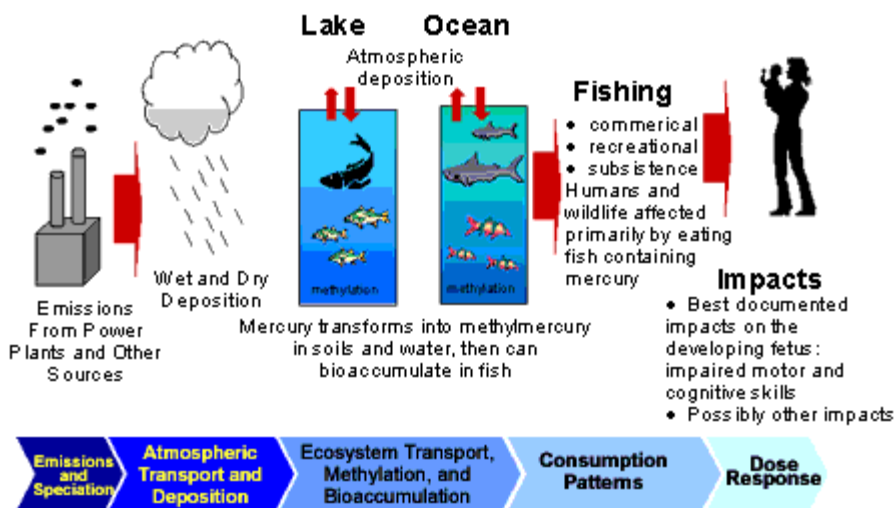 Lake
Ocean
Atmospheric
deposition
Fishing
• commerical
• recreational
• subsistence
Humans and
wildlife affected
primarily by eating
fish containing
mercury
Wet and Dry
Deposition
methylation
methylation
Emissions
From Power
Plants and Other
Sources
Mercury transforms into methylmercury
in soils and water, then can
bioaccumulate in fish
Impacts
• Best documented
impacts on the
developing fetus:
impaired motor and
cognitive skills
• Possibly other impacts
Emissions
and
Speciation
Atmospheric
Transport and
Deposition
Ecosystem Transport,
Methylation, and
Bioaccumulation
Consumption
Patterns
Dose
Response